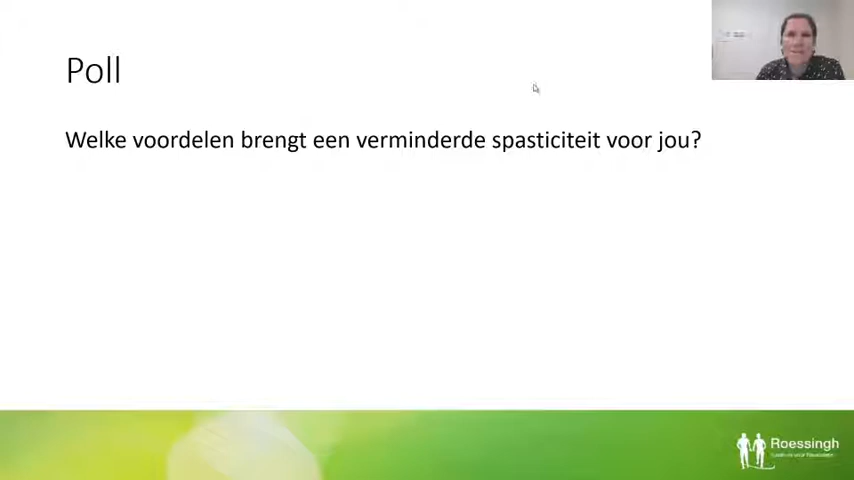 Poll
Welke voordelen brengt een verminderde spasticiteit voor jou?
Roessingh